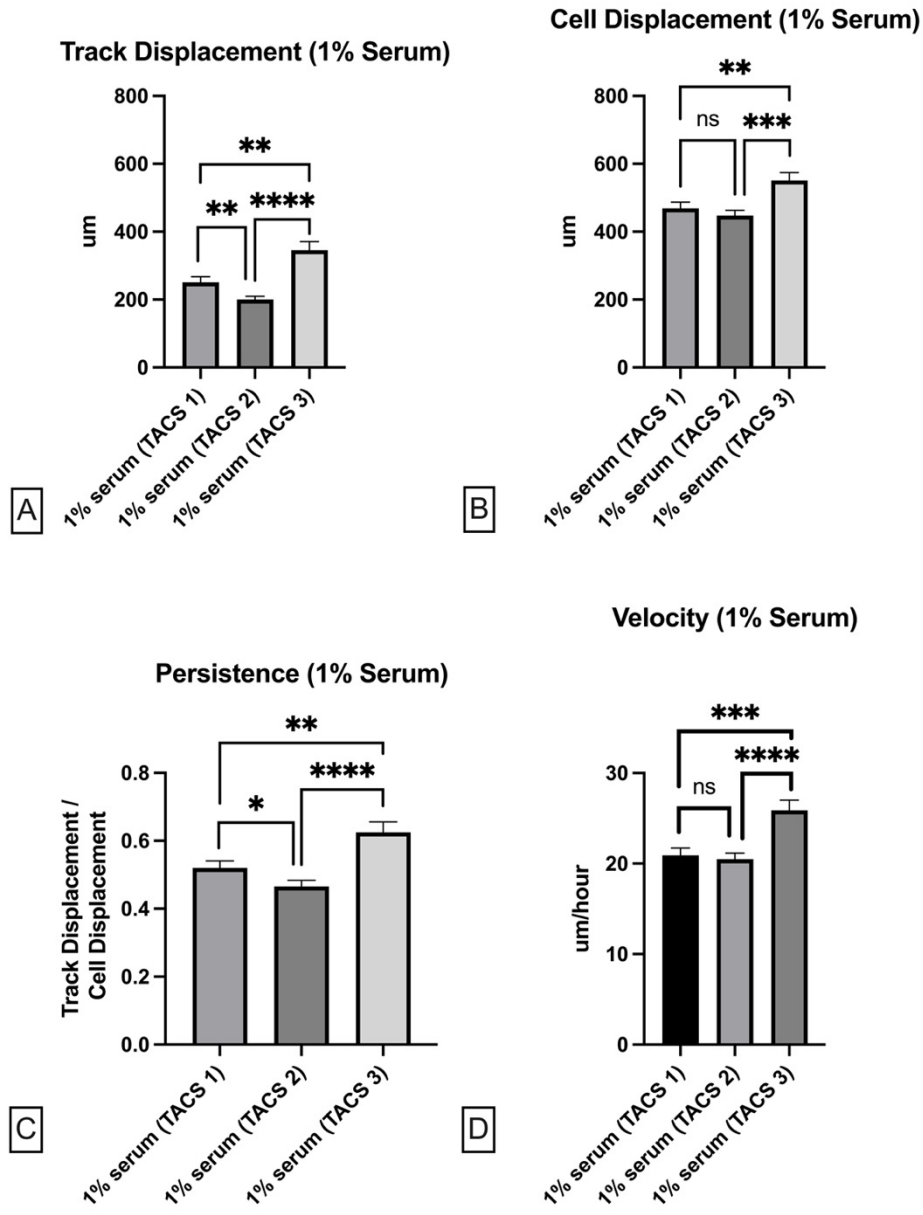 Track Displacement (1% Serum)
800
600
400
200
0
um
**
**
****
1% serum (TACS 1)
1% serum (TACS 2)
1% serum (TACS 3)
A
Cell Displacement (1% Serum)
800
600
400
200
0
um
**
ns
***
1% serum (TACS 1)
1% serum (TACS 2)
1% serum (TACS 3)
B
Persistence (1% Serum)
0.8
0.6
0.4
0.2
0.0
Track Displacement /
Cell Displacement
**
*
****
1% serum (TACS 1)
1% serum (TACS 2)
1% serum (TACS 3)
C
Velocity (1% Serum)
30
20
10
0
um/hour
***
ns
****
1% serum (TACS 1)
1% serum (TACS 2)
1% serum (TACS 3)
D